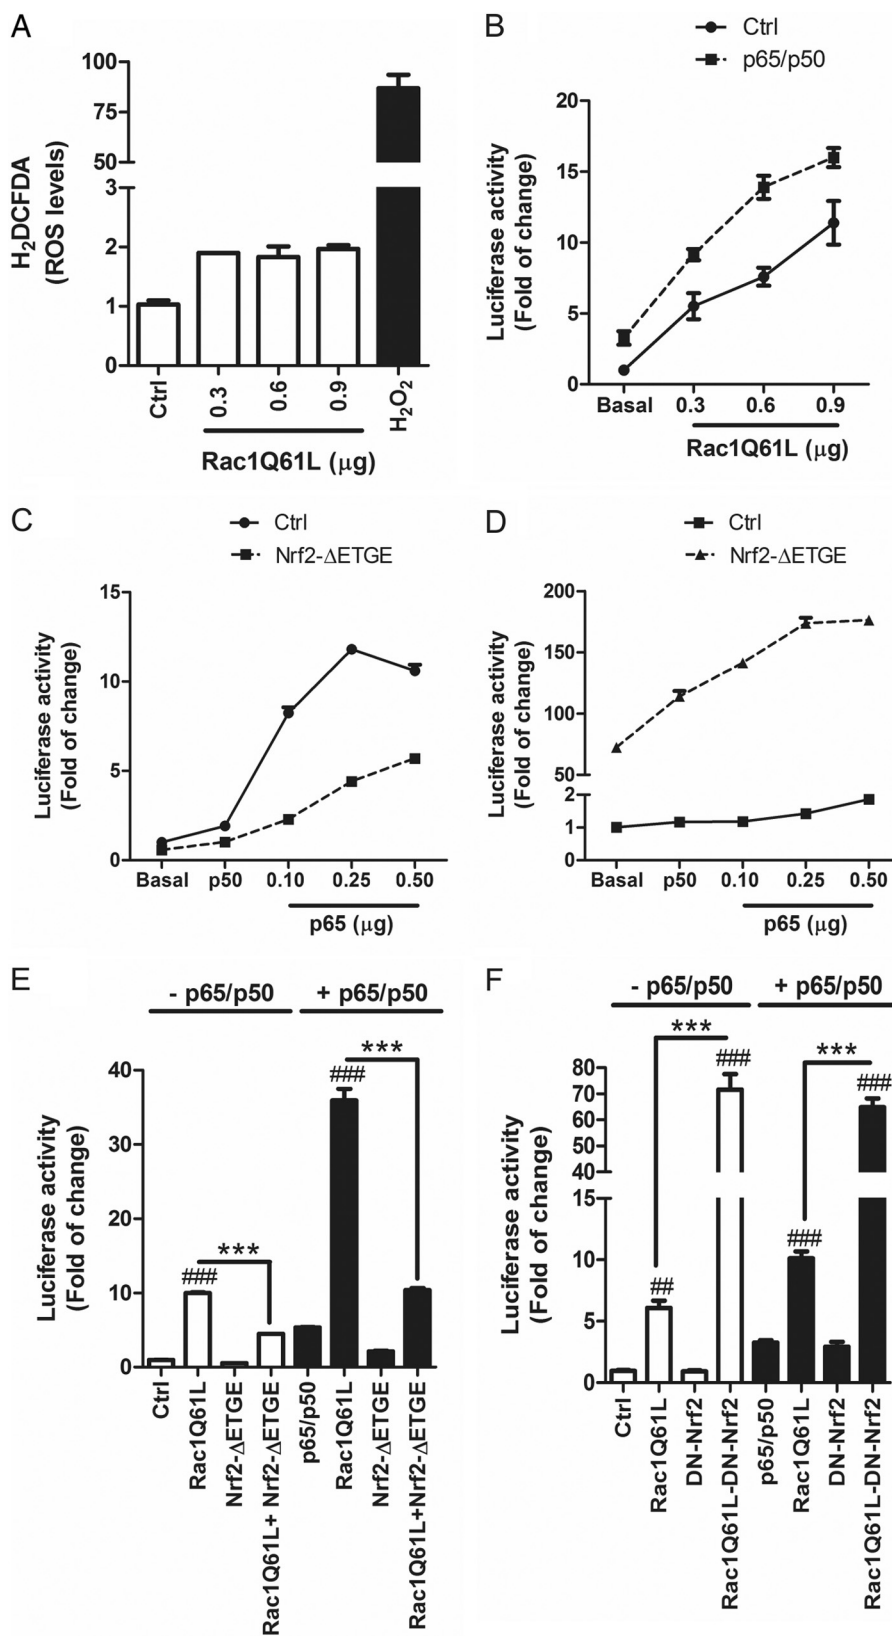 A
H2DCFDA
(ROS levels)
100
75
50
3
2
1
0
Ctrl
0.3
0.6
0.9
H2O2
Rac1Q61L (μg)
B
Ctrl
p65/p50
Luciferase activity
(Fold of change)
20
15
10
5
0
Basal
0.3
0.6
0.9
Rac1Q61L (μg)
C
Ctrl
Nrf2-ΔETGE
Luciferase activity
(Fold of change)
15
10
5
0
Basal
p50
0.10
0.25
0.50
p65 (μg)
D
Ctrl
Nrf2-ΔETGE
Luciferase activity
(Fold of change)
200
150
100
50
2
1
0
Basal
p50
0.10
0.25
0.50
p65 (μg)
E
- p65/p50
+ p65/p50
Luciferase activity
(Fold of change)
40
30
20
10
0
###
***
###
***
Ctrl
Rac1Q61L
Nrf2-ΔETGE
Rac1Q61L+ Nrf2-ΔETGE
p65/p50
Rac1Q61L
Nrf2-ΔETGE
Rac1Q61L+Nrf2-ΔETGE
F
- p65/p50
+ p65/p50
Luciferase activity
(Fold of change)
80
70
60
50
40
15
10
5
0
##
***
###
###
***
###
Ctrl
Rac1Q61L
DN-Nrf2
Rac1Q61L-DN-Nrf2
p65/p50
Rac1Q61L
DN-Nrf2
Rac1Q61L-DN-Nrf2